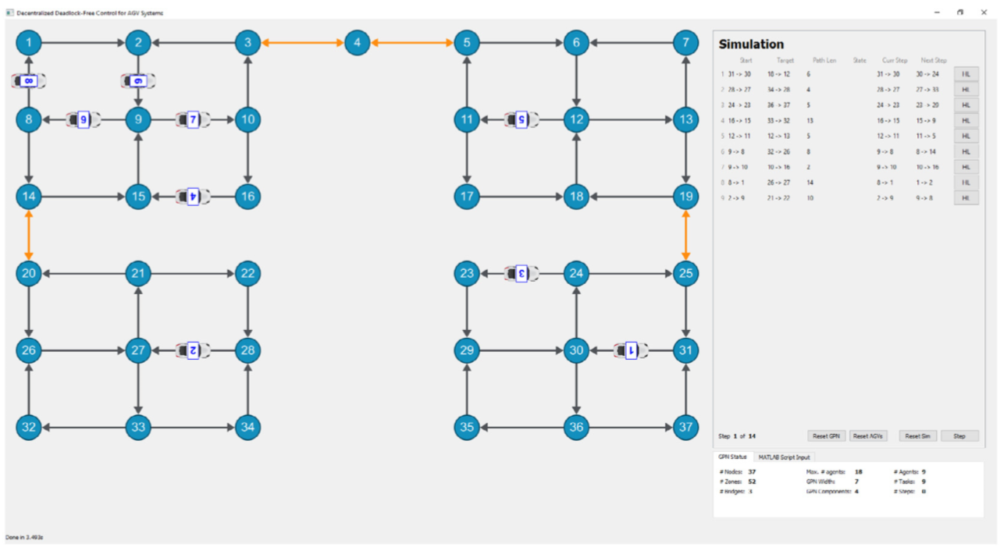 Decentralized Deadlock-Free Control for AGV Systems
1 2 3 4 5 6 7
8 9
8 6 9 7 10 11 5 12 13
14 15 4 16 17 18 19
20 21 22 23 3 24 25
26 27 2 28 29 30 1 31
32 33 34 35 36 37
Simulation
Start Target Path Len State Curr Step Next Step
1 31 -> 30 18 -> 12 6 31 -> 30 30 -> 24 HL
2 28 -> 27 34 -> 28 4 28 -> 27 27 -> 33 HL
3 24 -> 23 36 -> 37 5 24 -> 23 23 -> 20 HL
4 16 -> 15 33 -> 32 13 16 -> 15 15 -> 9 HL
5 12 -> 11 12 -> 13 5 12 -> 11 11 -> 5 HL
6 9 -> 8 32 -> 26 8 9 -> 8 8 -> 14 HL
7 9 -> 10 10 -> 16 2 9 -> 10 10 -> 16 HL
8 8 -> 1 26 -> 27 14 8 -> 1 1 -> 2 HL
9 2 -> 9 21 -> 22 10 2 -> 9 9 -> 8 HL
Step 1 of 14 Reset GPN Reset AGVs Reset Sim Step
GPN Status MATLAB Script Input
# Nodes: 37 Max. # agents: 18 # Agents: 9
# Zones: 52 GPN Width: 7 # Tasks: 9
# Bridges: 3 GPN Components: 4 # Steps: 0
Done in 3.493s